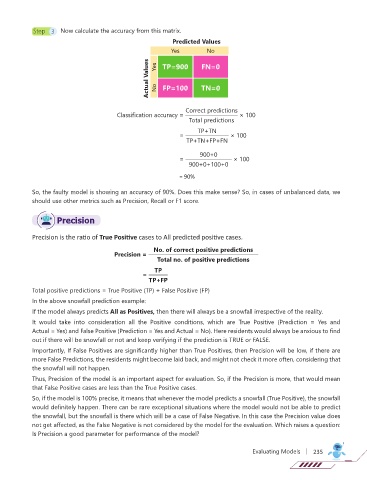 Step 3 Now calculate the accuracy from this matrix.
Predicted Values
Yes No
Actual Values
Yes TP=900 FN=0
No FP=100 TN=0
Classification accuracy = Correct predictions / Total predictions × 100
= TP+TN / TP+TN+FP+FN × 100
= 900+0 / 900+0+100+0 × 100
= 90%
So, the faulty model is showing an accuracy of 90%. Does this make sense? So, in cases of unbalanced data, we
should use other metrics such as Precision, Recall or F1 score.
Precision
Precision is the ratio of True Positive cases to All predicted positive cases.
Precision = No. of correct positive predictions / Total no. of positive predictions
= TP / TP+FP
Total positive predictions = True Positive (TP) + False Positive (FP)
In the above snowfall prediction example:
If the model always predicts All as Positives, then there will always be a snowfall irrespective of the reality.
It would take into consideration all the Positive conditions, which are True Positive (Prediction = Yes and
Actual = Yes) and False Positive (Prediction = Yes and Actual = No). Here residents would always be anxious to find
out if there will be snowfall or not and keep verifying if the prediction is TRUE or FALSE.
Importantly, if False Positives are significantly higher than True Positives, then Precision will be low. If there are
more False Predictions, the residents might become laid back, and might not check it more often, considering that
the snowfall will not happen.
Thus, Precision of the model is an important aspect for evaluation. So, if the Precision is more, that would mean
that False Positive cases are less than the True Positive cases.
So, if the model is 100% precise, it means that whenever the model predicts a snowfall (True Positive), the snowfall
would definitely happen. There can be rare exceptional situations where the model would not be able to predict
the snowfall, but the snowfall is there which will be a case of False Negative. In this case the Precision value does
not get affected, as the False Negative is not considered by the model for the evaluation. Which raises a question:
Is Precision a good parameter for performance of the model?
Evaluating Models | 235